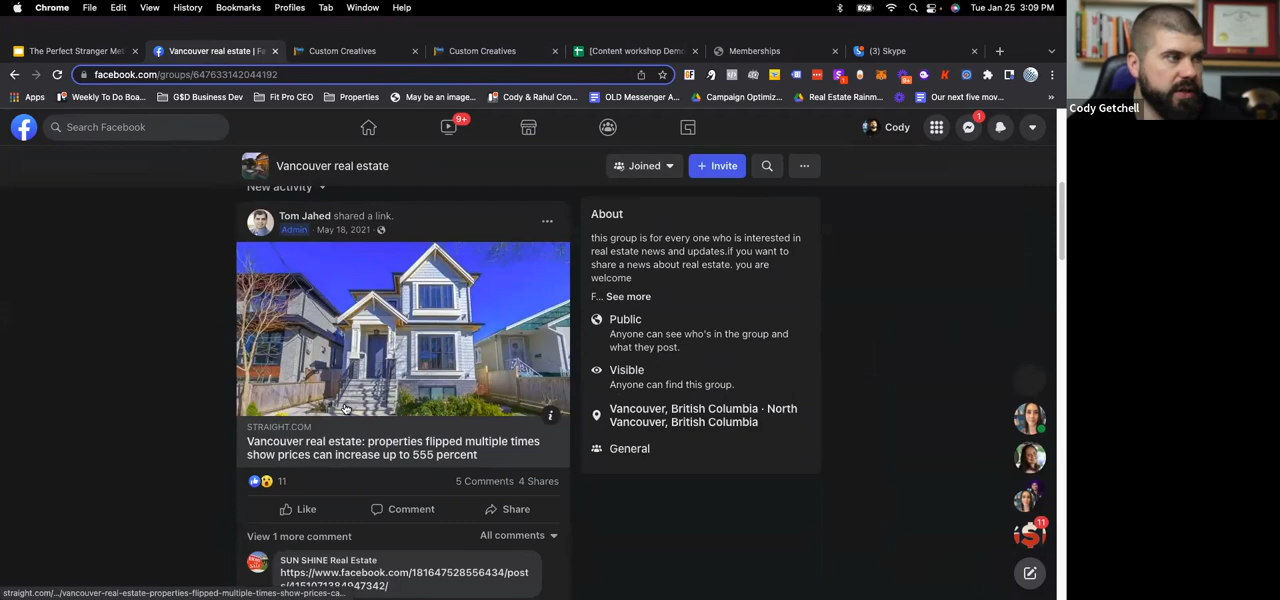 Chrome File Edit View History Bookmarks Profiles Tab Window Help Tue Jan 25 3:09 PM
The Perfect Stranger Met Vancouver real estate | Fa Custom Creatives Custom Creatives [Content workshop Demo Memberships (3) Skype
facebook.com/groups/647633142044192
Apps Weekly To Do Boa... G$D Business Dev Fit Pro CEO Properties May be an image... Cody & Rahul Con... OLD Messenger A... Campaign Optimiz... Real Estate Rainm... Our next five mov...
Cody Getchell
Search Facebook 9+ Cody 1
Vancouver real estate Joined + Invite
New activity
Tom Jahed shared a link.
Admin · May 18, 2021 ·
STRAIGHT.COM
Vancouver real estate: properties flipped multiple times
show prices can increase up to 555 percent
11 5 Comments 4 Shares
Like Comment Share
View 1 more comment All comments
SUN SHINE Real Estate
https://www.facebook.com/181647528556434/post
s/4151071384947342/
About
this group is for every one who is interested in
real estate news and updates.if you want to
share a news about real estate. you are
welcome
F... See more
Public
Anyone can see who's in the group and
what they post.
Visible
Anyone can find this group.
Vancouver, British Columbia · North
Vancouver, British Columbia
General
11
straight.com/.../vancouver-real-estate-properties-flipped-multiple-times-show-prices-ca...